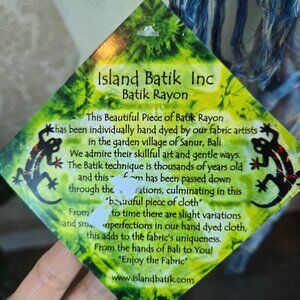 Island Batik Inc
Batik Rayon
This Beautiful Piece of Batik Rayon
has been individually hand dyed by our fabric artists
in the garden village of Sanur, Bali
We admire their skillful art and gentle ways.
The Batik technique is thousands of years old
and this has been passed down
through the culminating in this
"beautiful piece of cloth"
From to time there are slight variations
and small imperfections in our hand dyed cloth,
this adds to the fabric's uniqueness.
From the hands of Bali to You!
"Enjoy the Fabric"
www.islandbatik.com